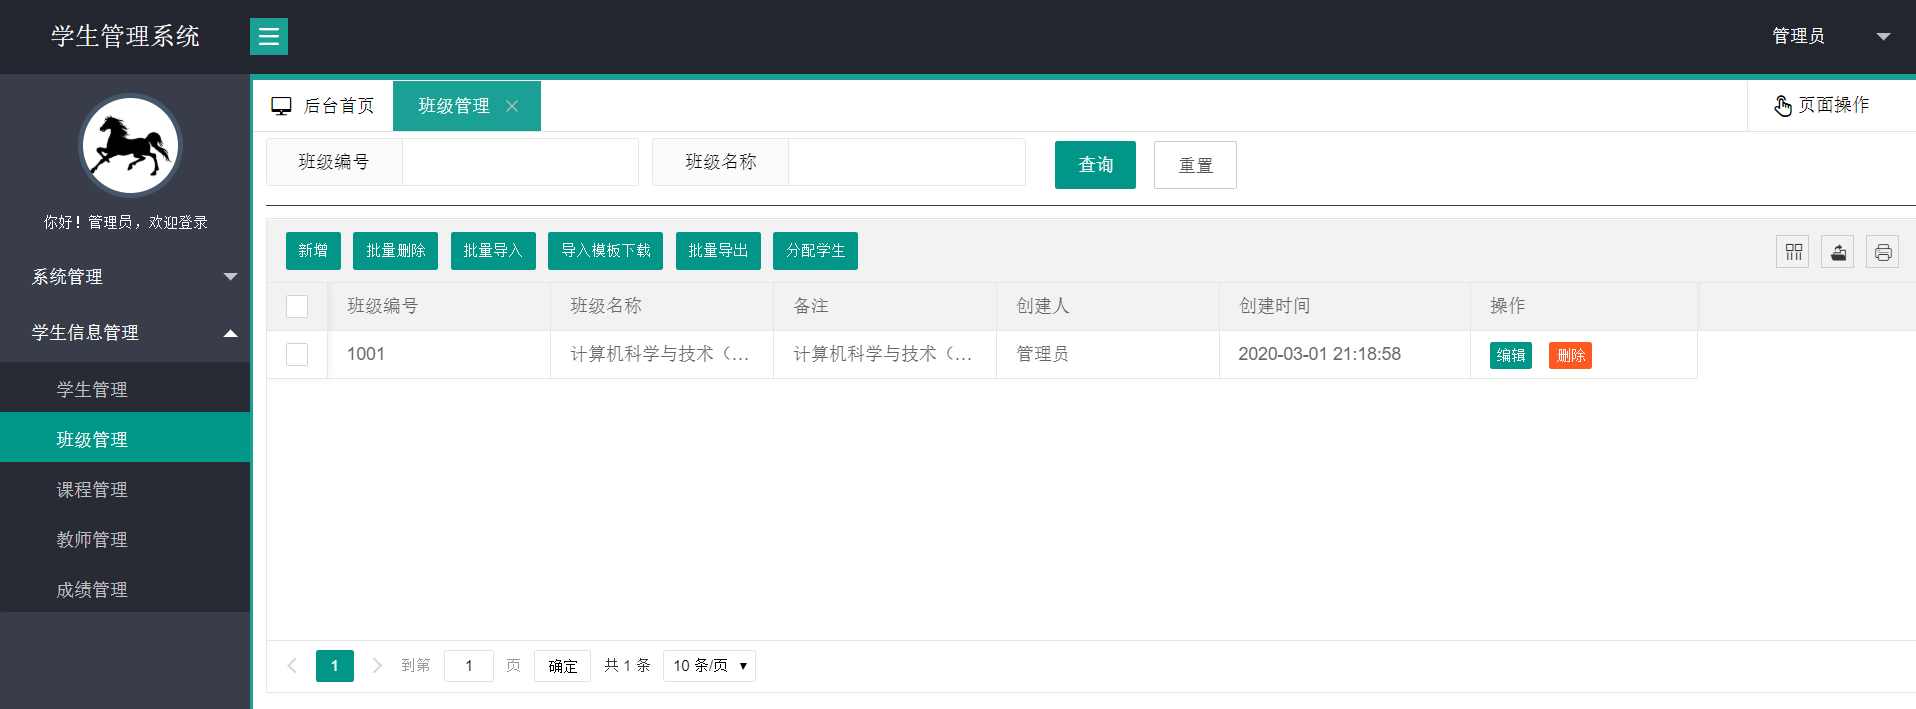 学生管理系统
管理员
后台首页
班级管理
页面操作
班级编号
班级名称
查询
重置
你好！管理员，欢迎登录
系统管理
学生信息管理
学生管理
班级管理
课程管理
教师管理
成绩管理
新增 批量删除 批量导入 导入模板下载 批量导出 分配学生
班级编号 班级名称 备注 创建人 创建时间 操作
1001 计算机科学与技术（... 计算机科学与技术（... 管理员 2020-03-01 21:18:58 编辑 删除
1 到第 1 页 确定 共 1 条 10 条/页